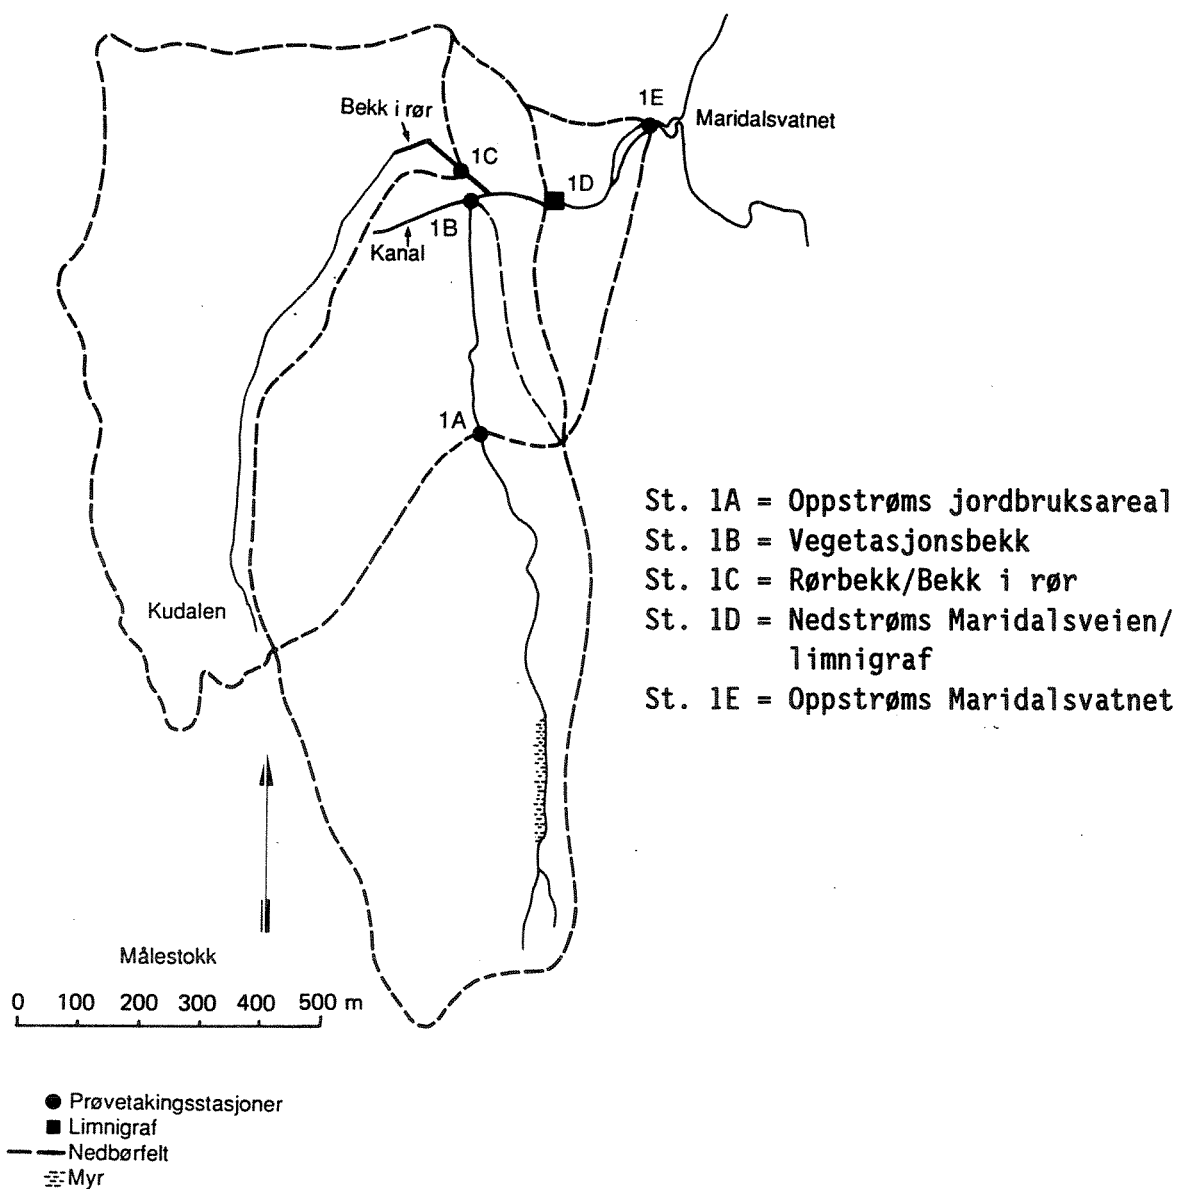 1E
Maridalsvatnet
Bekk i rør
1C
1D
1B
Kanal
1A
St. 1A = Oppstrøms jordbruksareal
St. 1B = Vegetasjonsbekk
St. 1C = Rørbekk/Bekk i rør
St. 1D = Nedstrøms Maridalsveien/
limnigraf
St. 1E = Oppstrøms Maridalsvatnet
Kudalen
Målestokk
0 100 200 300 400 500 m
Prøvetakingsstasjoner
Limnigraf
Nedbørfelt
Myr